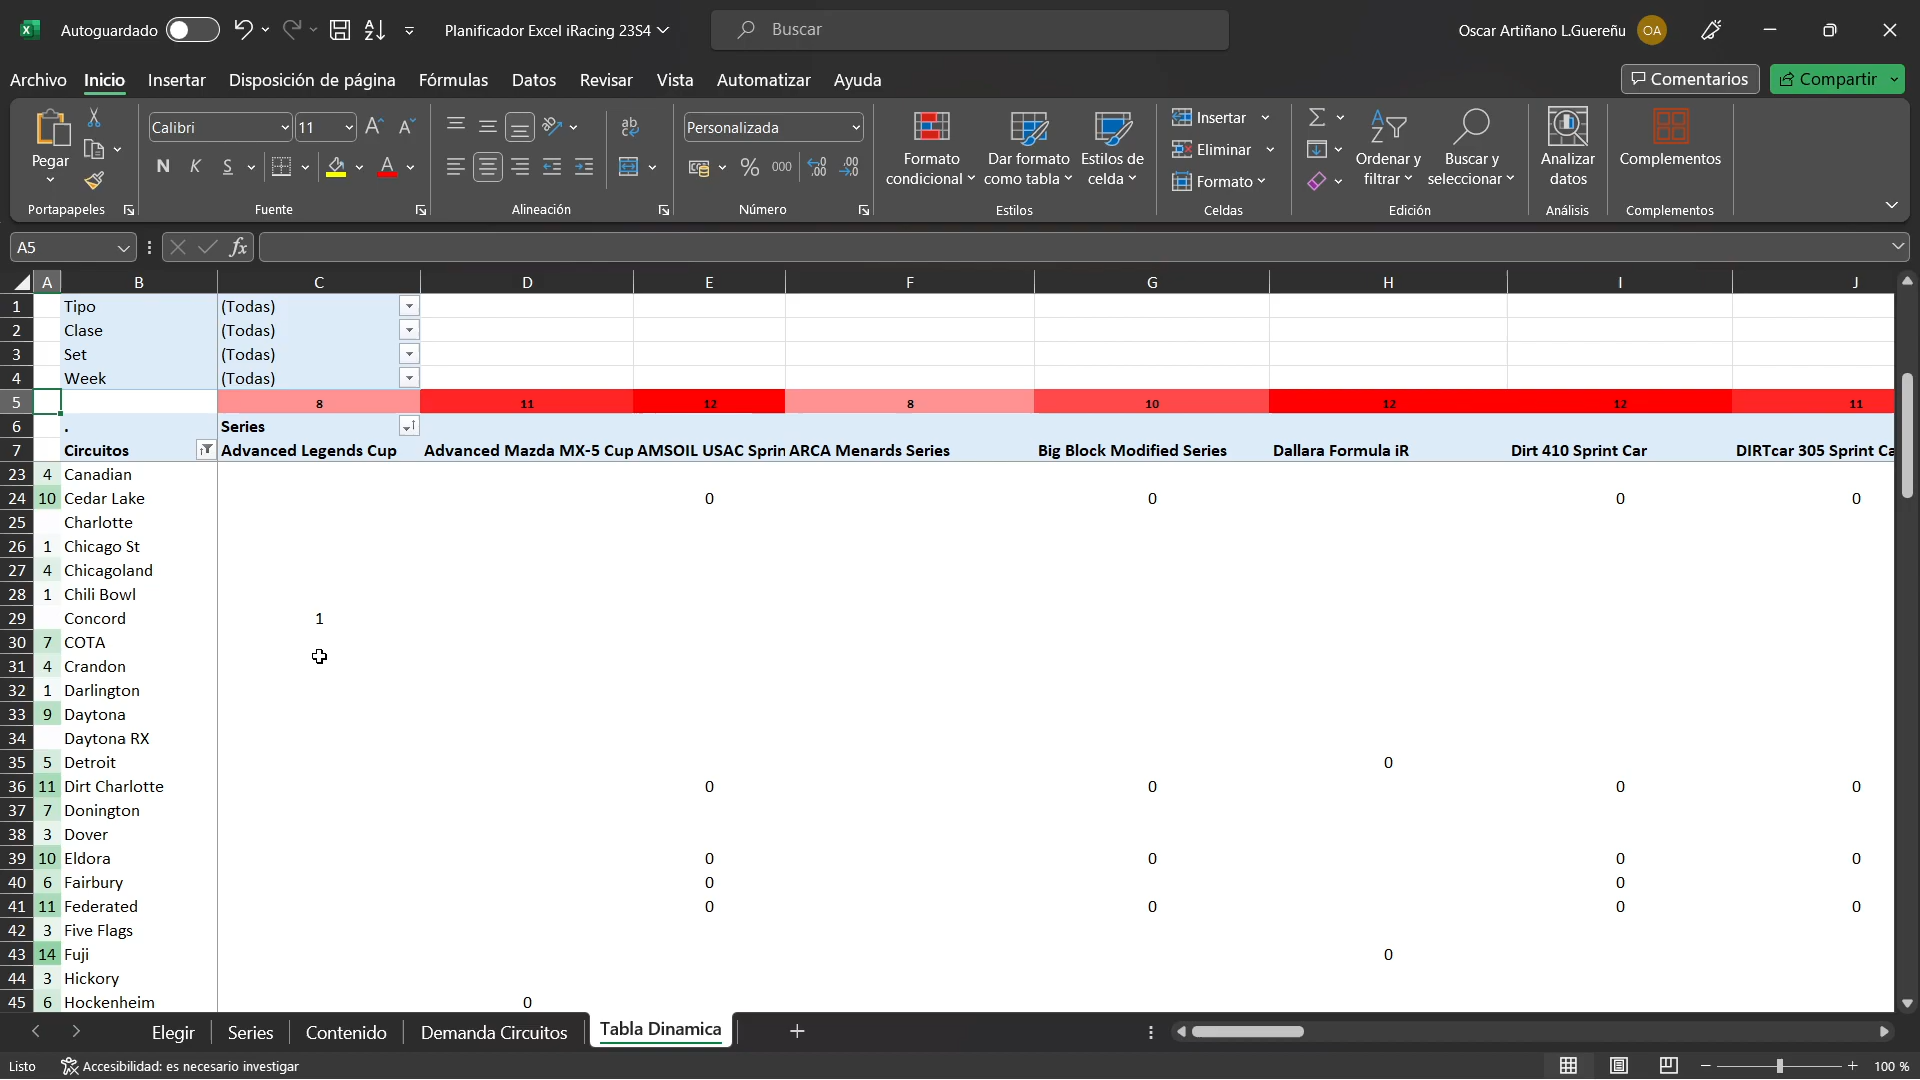 Autoguardado
Planificador Excel iRacing 23S4
Buscar
Oscar Artiñano L.Guereñu
OA
Archivo Inicio Insertar Disposición de página Fórmulas Datos Revisar Vista Automatizar Ayuda
Comentarios
Compartir
Pegar
Portapapeles
Calibri 11
N K S
Fuente
Alineación
Personalizada
% 000
Número
Formato condicional
Dar formato como tabla
Estilos de celda
Estilos
Insertar
Eliminar
Formato
Celdas
Ordenar y filtrar
Buscar y seleccionar
Edición
Analizar datos
Análisis
Complementos
Complementos
A5
fx
A B C D E F G H I J
1 Tipo (Todas)
2 Clase (Todas)
3 Set (Todas)
4 Week (Todas)
5 8 11 12 8 10 12 12 11
6 . Series
7 Circuitos Advanced Legends Cup Advanced Mazda MX-5 Cup AMSOIL USAC Sprin ARCA Menards Series Big Block Modified Series Dallara Formula iR Dirt 410 Sprint Car DIRTcar 305 Sprint Ca
23 4 Canadian
24 10 Cedar Lake 0 0 0 0
25 Charlotte
26 1 Chicago St
27 4 Chicagoland
28 1 Chili Bowl
29 Concord 1
30 7 COTA
31 4 Crandon
32 1 Darlington
33 9 Daytona
34 Daytona RX
35 5 Detroit 0
36 11 Dirt Charlotte 0 0 0 0
37 7 Donington
38 3 Dover
39 10 Eldora 0 0 0 0
40 6 Fairbury 0 0
41 11 Federated 0 0 0 0
42 3 Five Flags
43 14 Fuji 0
44 3 Hickory
45 6 Hockenheim 0
Elegir Series Contenido Demanda Circuitos Tabla Dinamica
Listo
Accesibilidad: es necesario investigar
100 %